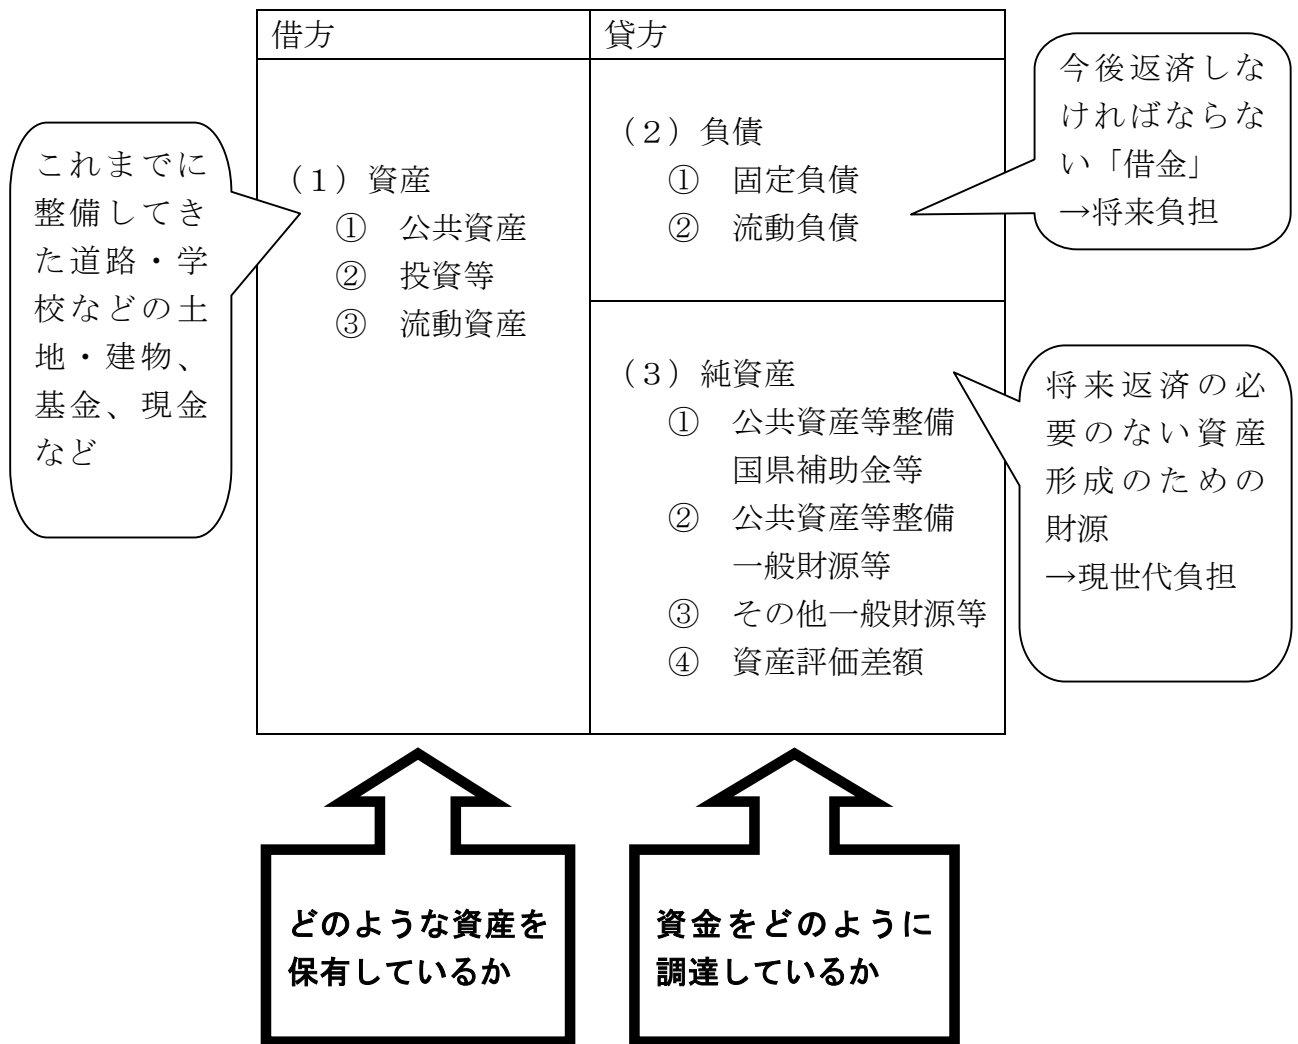 借方
貸方
これまでに
整備してき
た道路・学
校などの土
地・建物、
基金、現金
など
（１）資産
① 公共資産
② 投資等
③ 流動資産
（２）負債
① 固定負債
② 流動負債
今後返済しな
ければならな
い「借金」
→将来負担
（３）純資産
① 公共資産等整備
国県補助金等
② 公共資産等整備
一般財源等
③ その他一般財源等
④ 資産評価差額
将来返済の必
要のない資産
形成のための
財源
→現世代負担
どのような資産を
保有しているか
資金をどのように
調達しているか